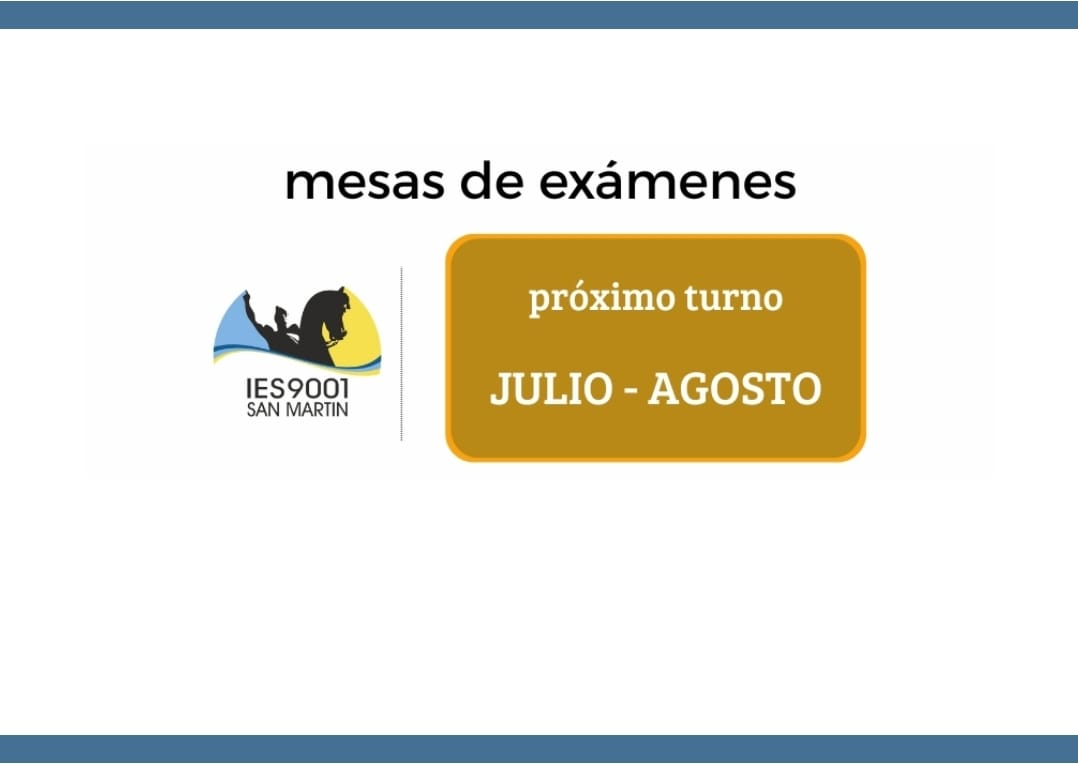 mesas de exámenes
próximo turno
JULIO - AGOSTO
IES9001
SAN MARTIN